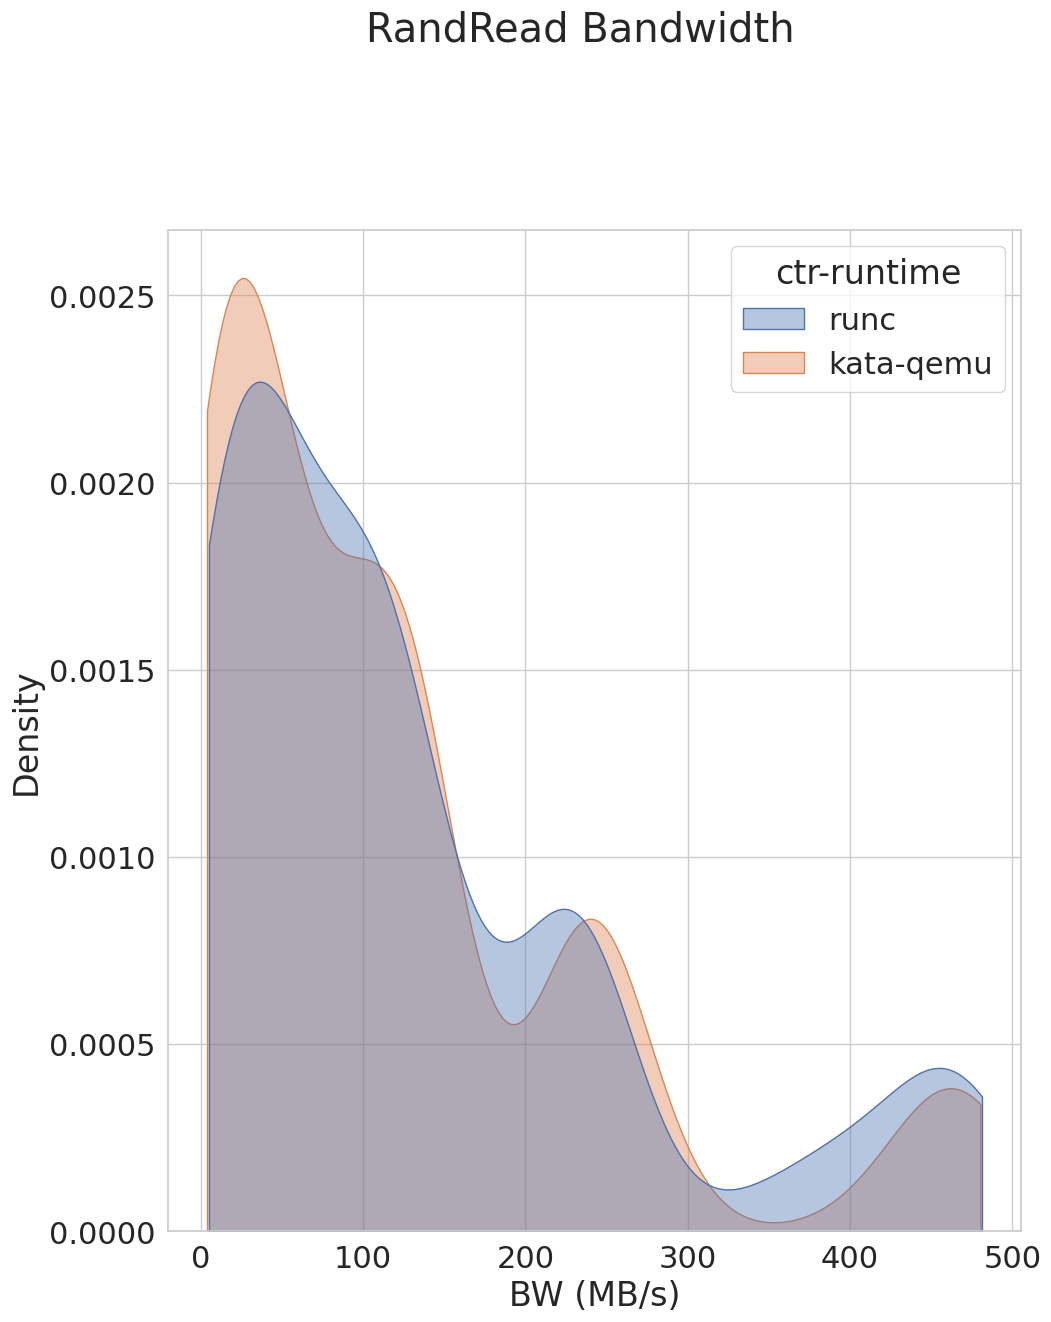 RandRead Bandwidth
ctr-runtime
runc
kata-qemu
0.0025
0.0020
0.0015
0.0010
0.0005
0.0000
Density
0 100 200 300 400 500
BW (MB/s)